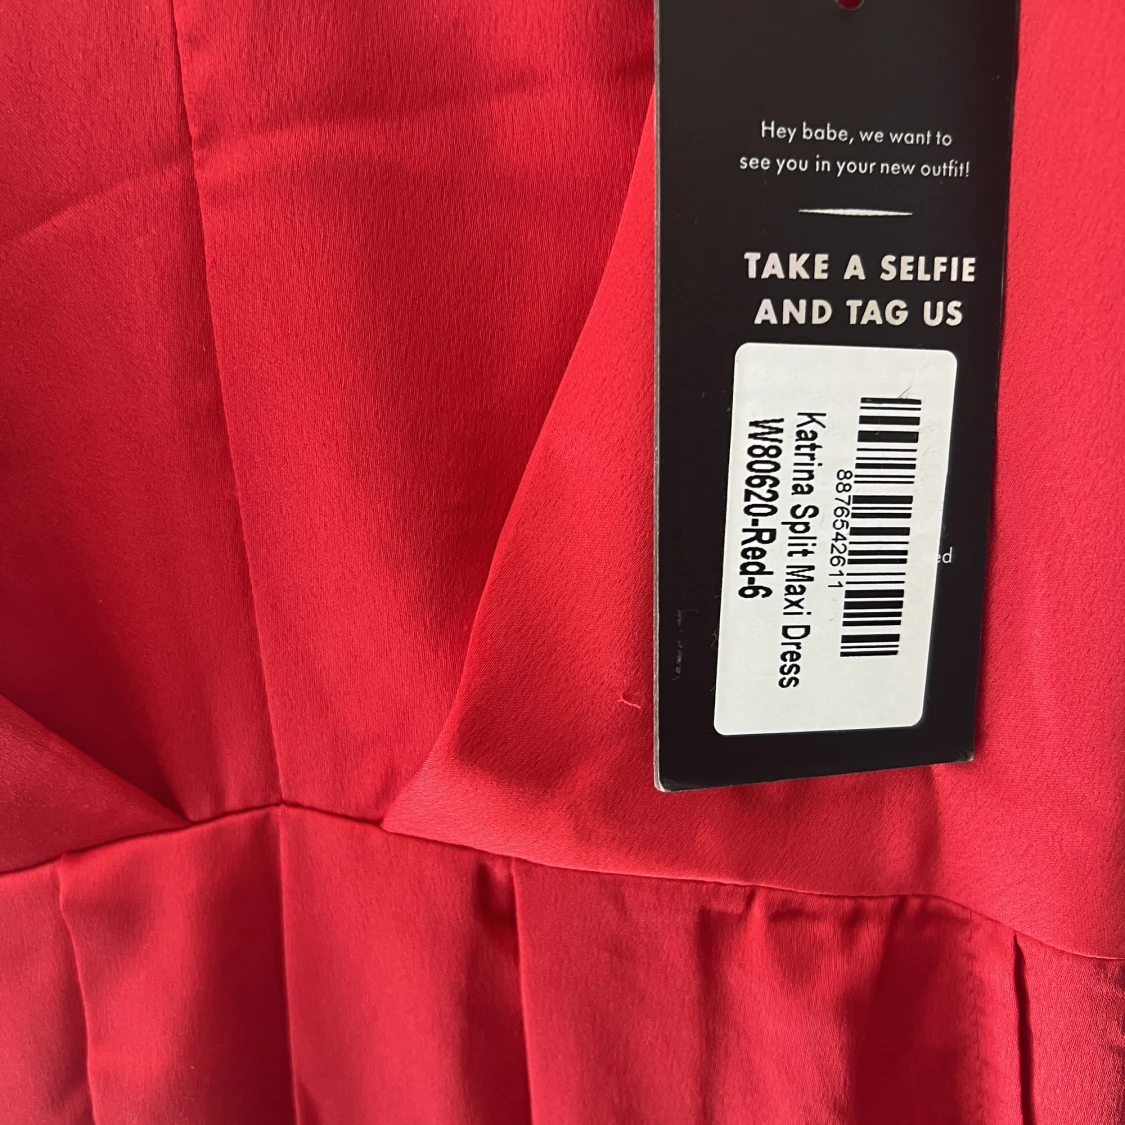 Hey babe, we want to
see you in your new outfit!
TAKE A SELFIE
AND TAG US
8876542611
Katrina Split Maxi Dress
W80620-Red-6